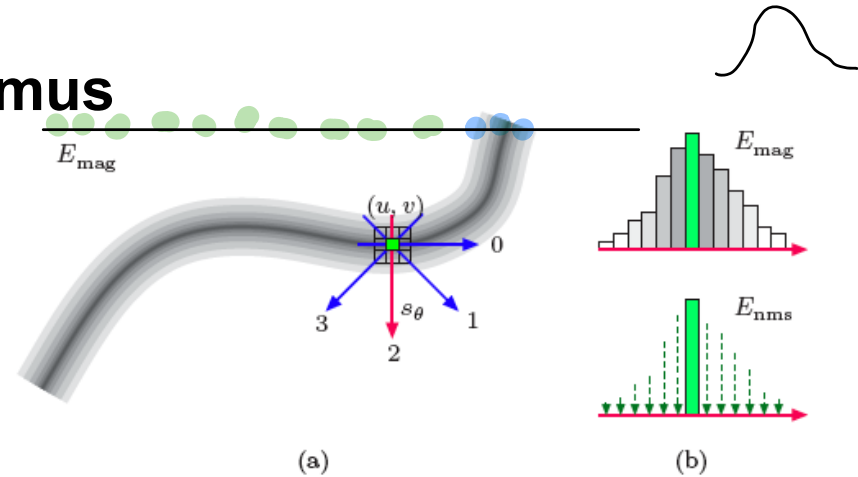 mus
E_mag
(u, v)
0
1
2
3
s_θ
E_mag
E_nms
(a)
(b)